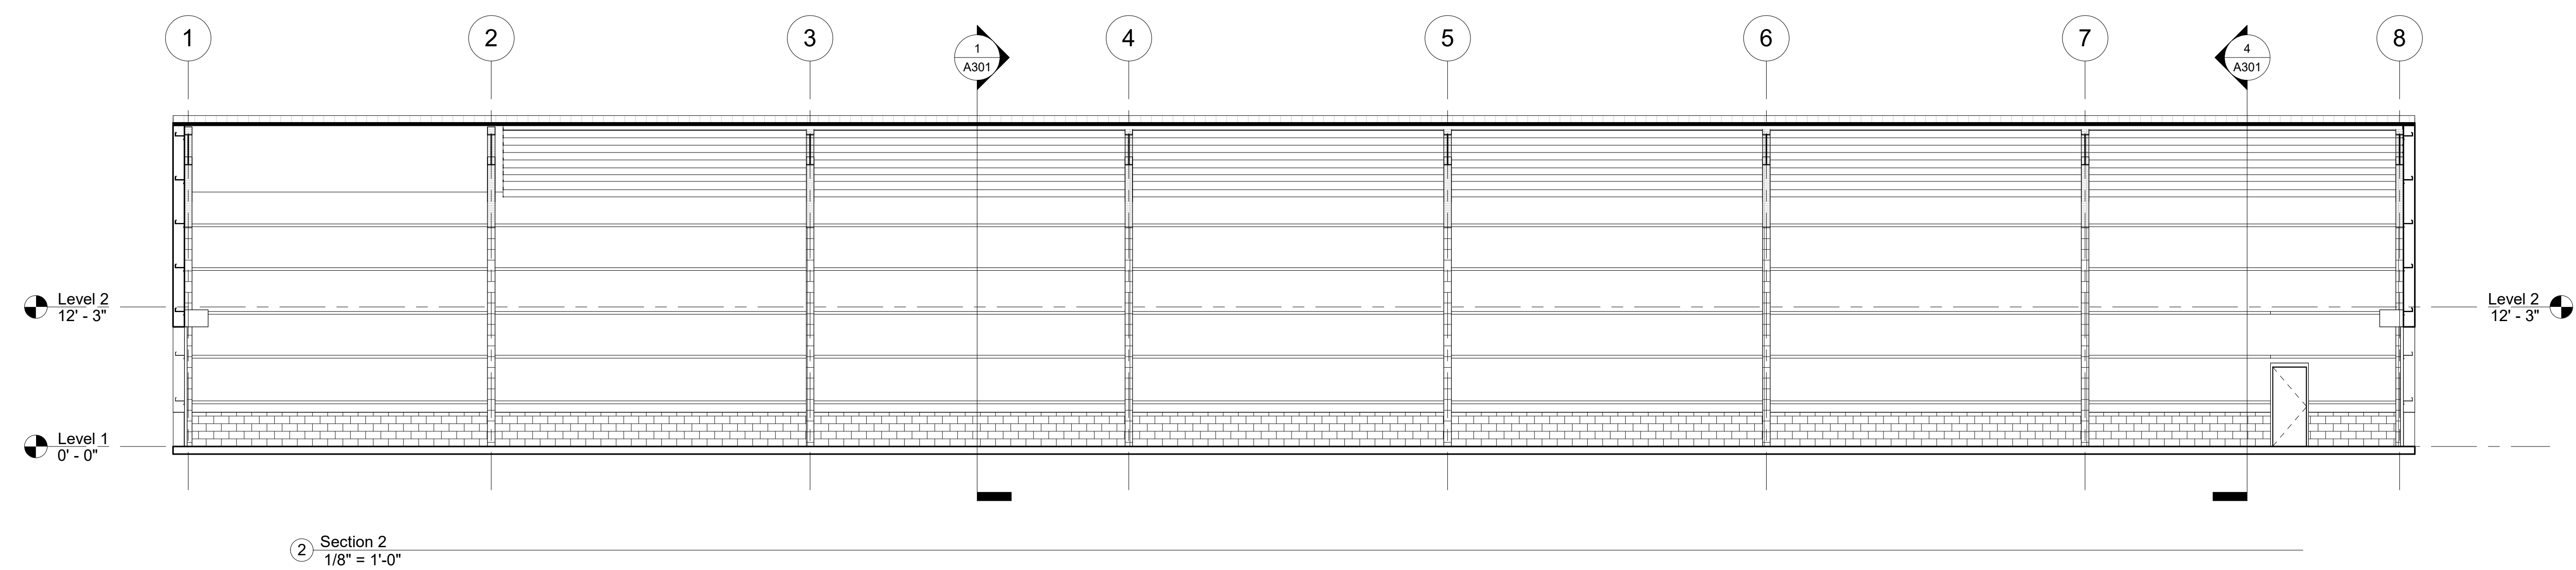 1
2
3
4
5
6
7
8
1
A301
4
A301
Level 2
12' - 3"
Level 2
12' - 3"
Level 1
0' - 0"
2
Section 2
1/8" = 1'-0"